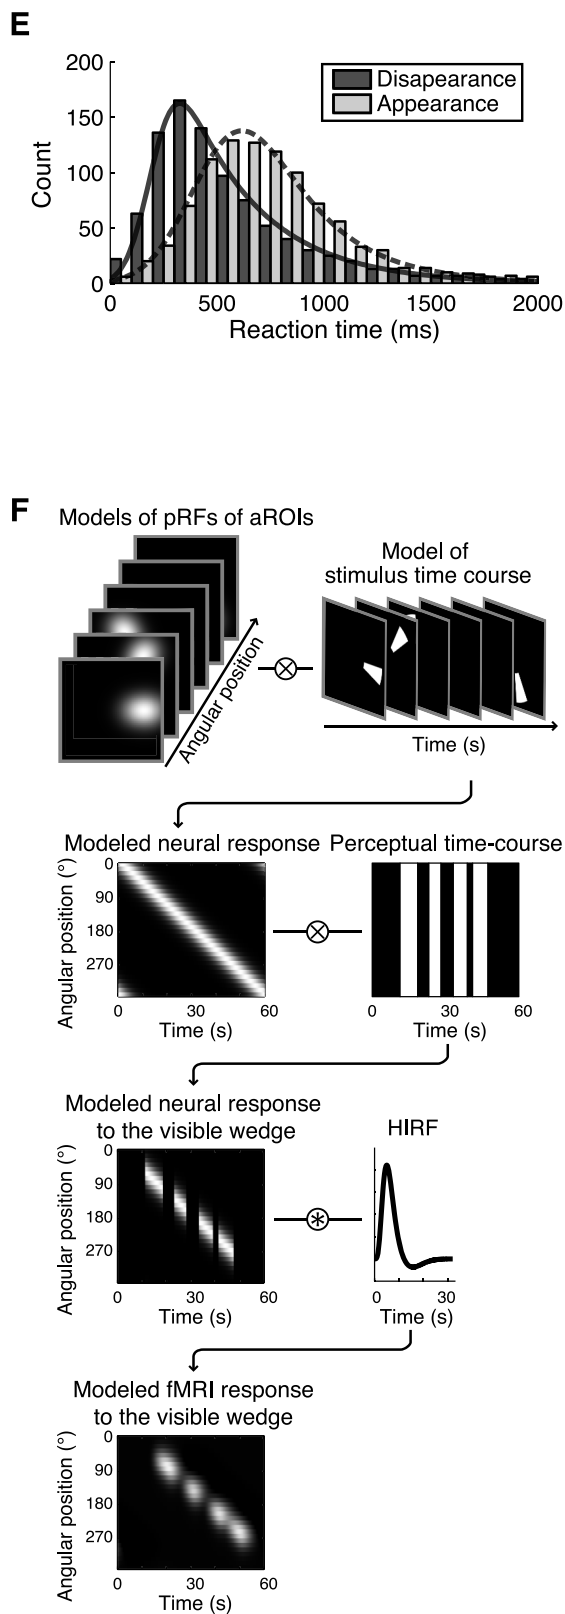 E
200
150
100
50
0
Count
Disapearance
Appearance
0 500 1000 1500 2000
Reaction time (ms)
F
Models of pRFs of aROIs
Angular position
Model of
stimulus time course
Time (s)
Modeled neural response
Angular position (°)
0
90
180
270
0 30 60
Time (s)
Perceptual time-course
0 30 60
Time (s)
Modeled neural response
to the visible wedge
Angular position (°)
0
90
180
270
0 30 60
Time (s)
HIRF
0 30
Time (s)
Modeled fMRI response
to the visible wedge
Angular position (°)
0
90
180
270
0 30 60
Time (s)